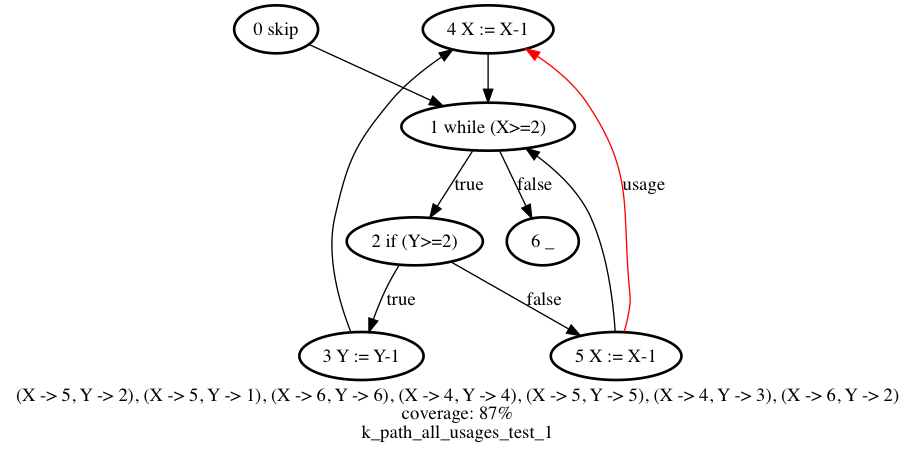 0 skip
4 X := X-1
1 while (X>=2)
true
false
usage
2 if (Y>=2)
6 _
true
false
3 Y := Y-1
5 X := X-1
(X -> 5, Y -> 2), (X -> 5, Y -> 1), (X -> 6, Y -> 6), (X -> 4, Y -> 4), (X -> 5, Y -> 5), (X -> 4, Y -> 3), (X -> 6, Y -> 2)
coverage: 87%
k_path_all_usages_test_1